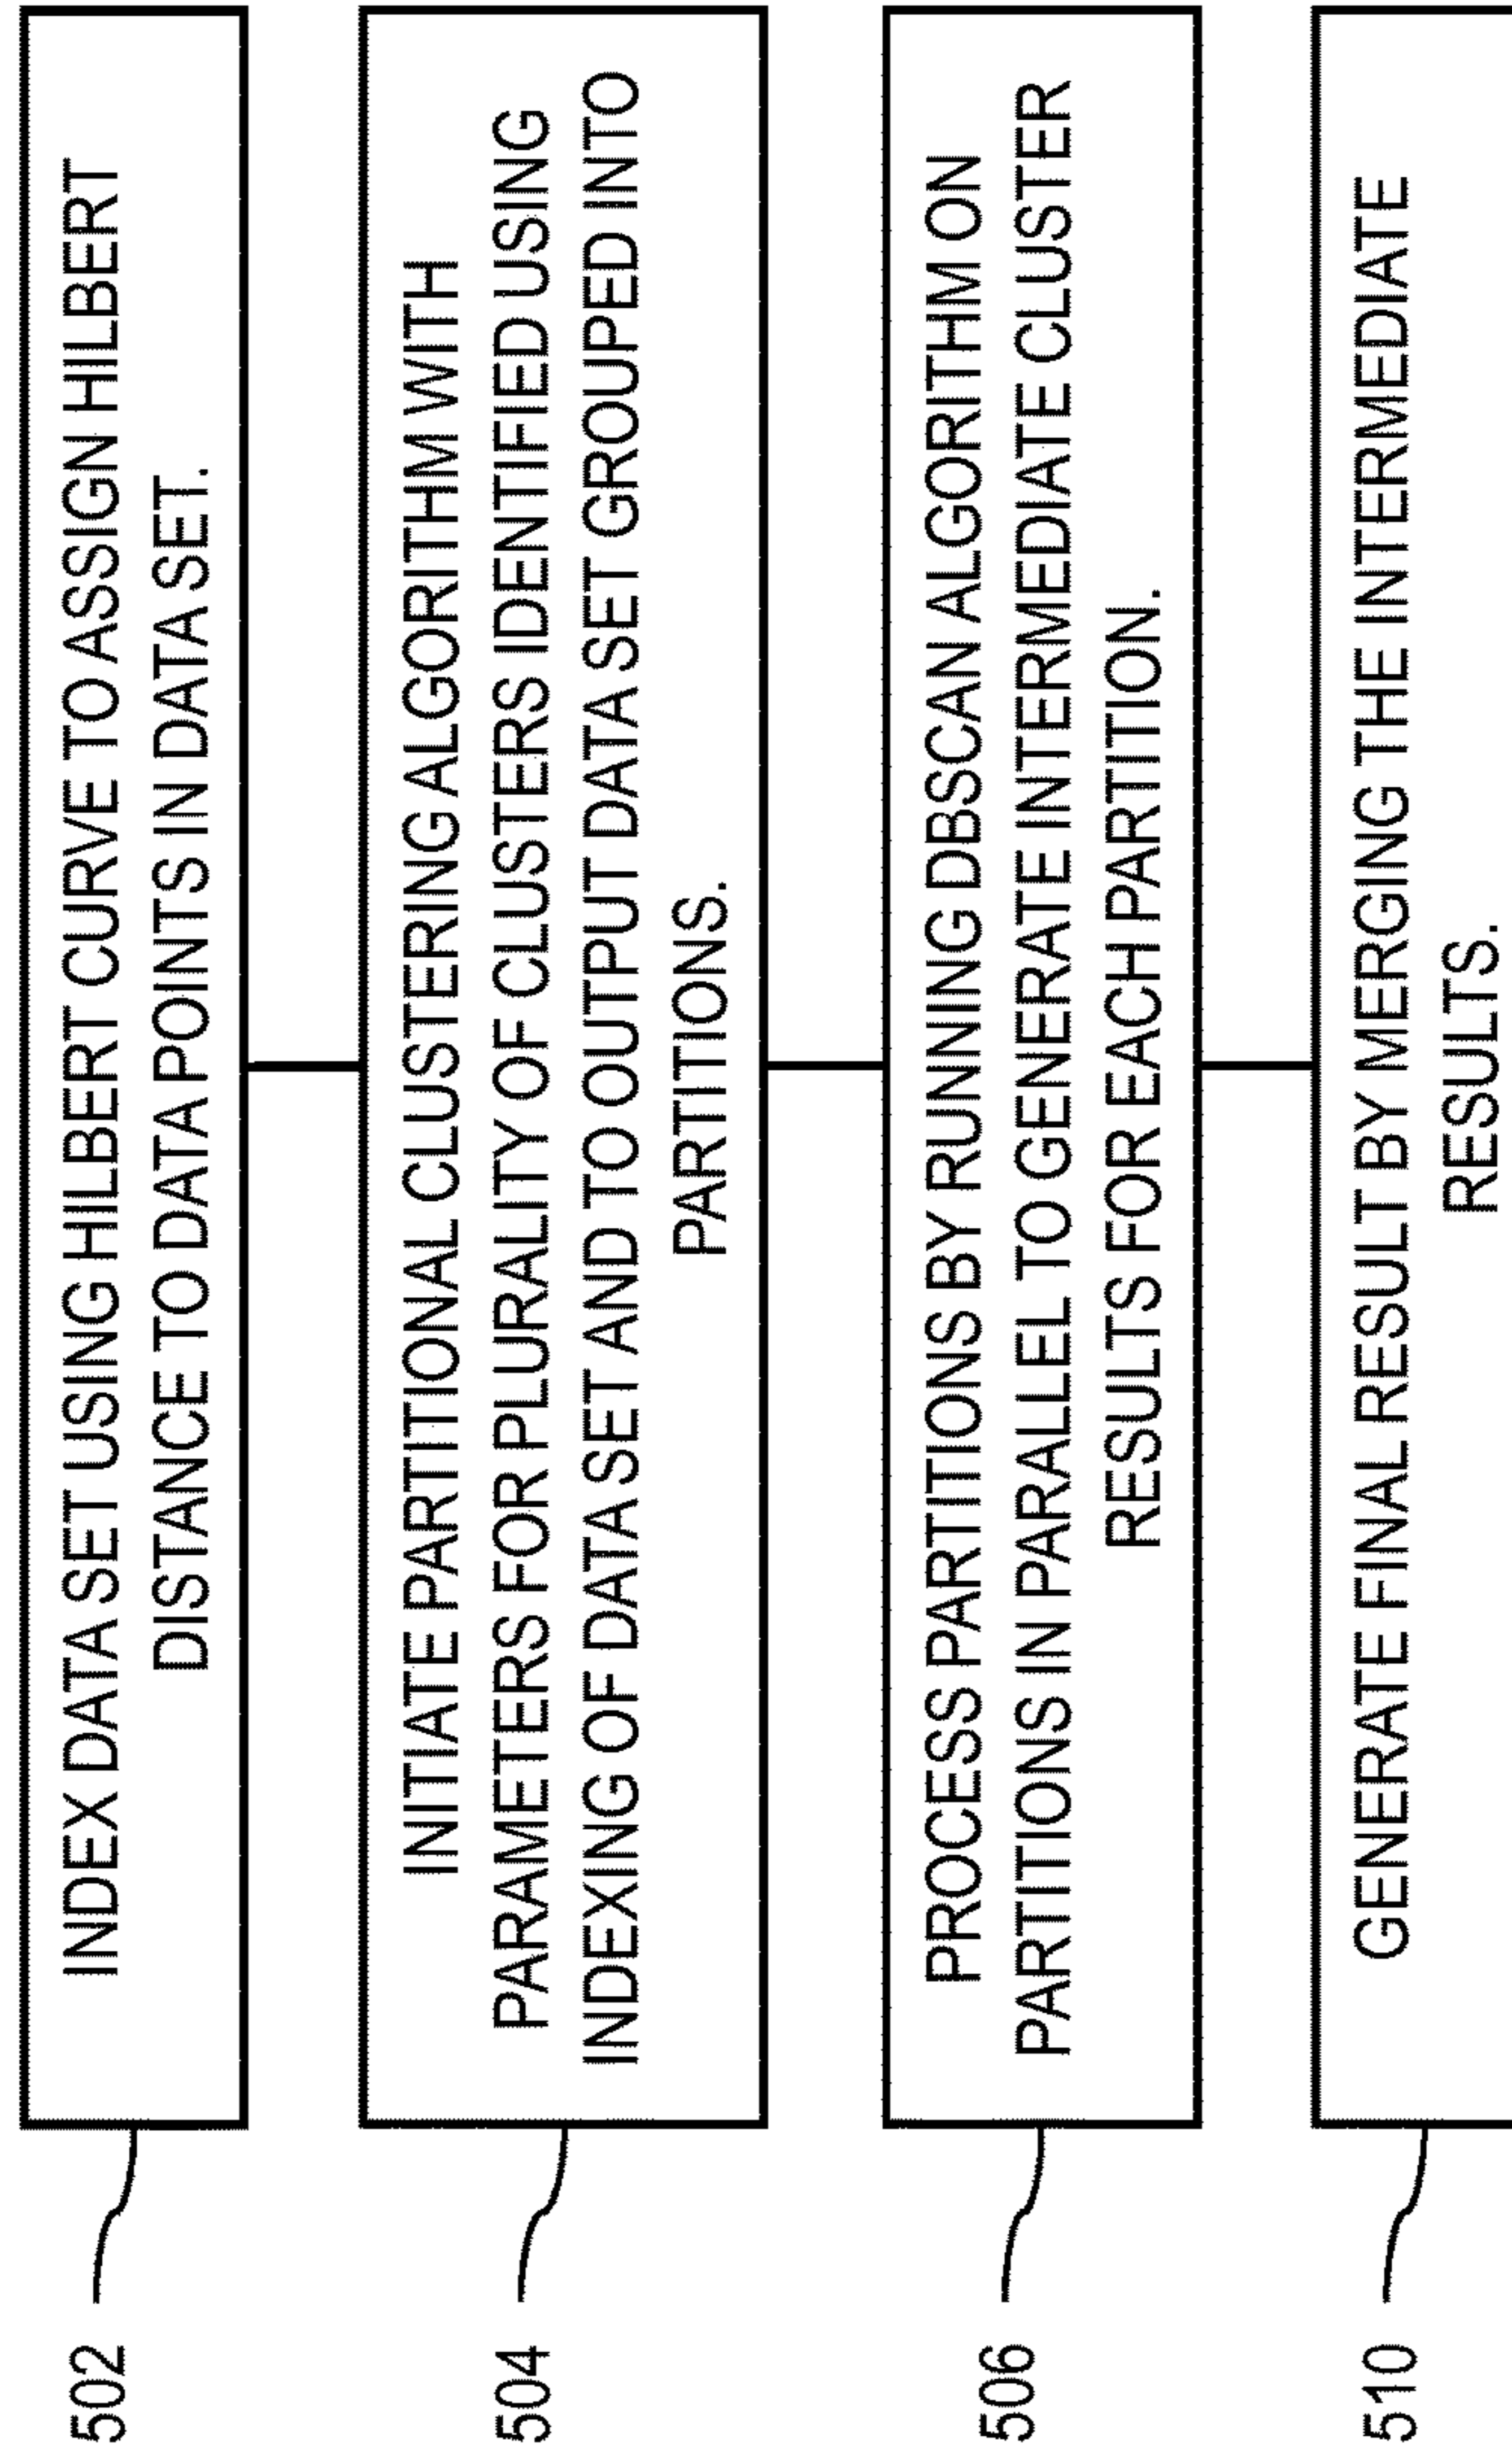 502
INDEX DATA SET USING HILBERT CURVE TO ASSIGN HILBERT
DISTANCE TO DATA POINTS IN DATA SET.
504
INITIATE PARTITIONAL CLUSTERING ALGORITHM WITH
PARAMETERS FOR PLURALITY OF CLUSTERS IDENTIFIED USING
INDEXING OF DATA SET AND TO OUTPUT DATA SET GROUPED INTO
PARTITIONS.
506
PROCESS PARTITIONS BY RUNNING DBSCAN ALGORITHM ON
PARTITIONS IN PARALLEL TO GENERATE INTERMEDIATE CLUSTER
RESULTS FOR EACH PARTITION.
510
GENERATE FINAL RESULT BY MERGING THE INTERMEDIATE
RESULTS.